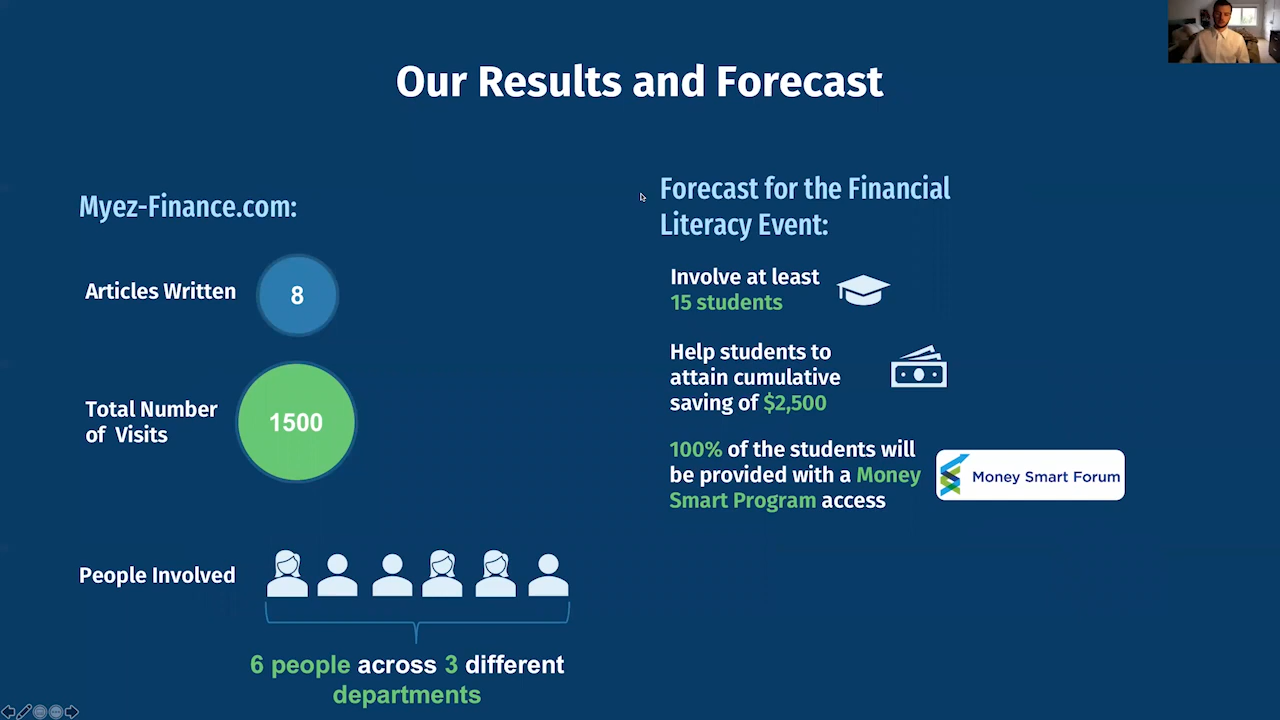 Our Results and Forecast
Myez-Finance.com:
Articles Written
8
Total Number
of Visits
1500
People Involved
6 people across 3 different
departments
Forecast for the Financial
Literacy Event:
Involve at least
15 students
Help students to
attain cumulative
saving of $2,500
100% of the students will
be provided with a Money
Smart Program access
Money Smart Forum